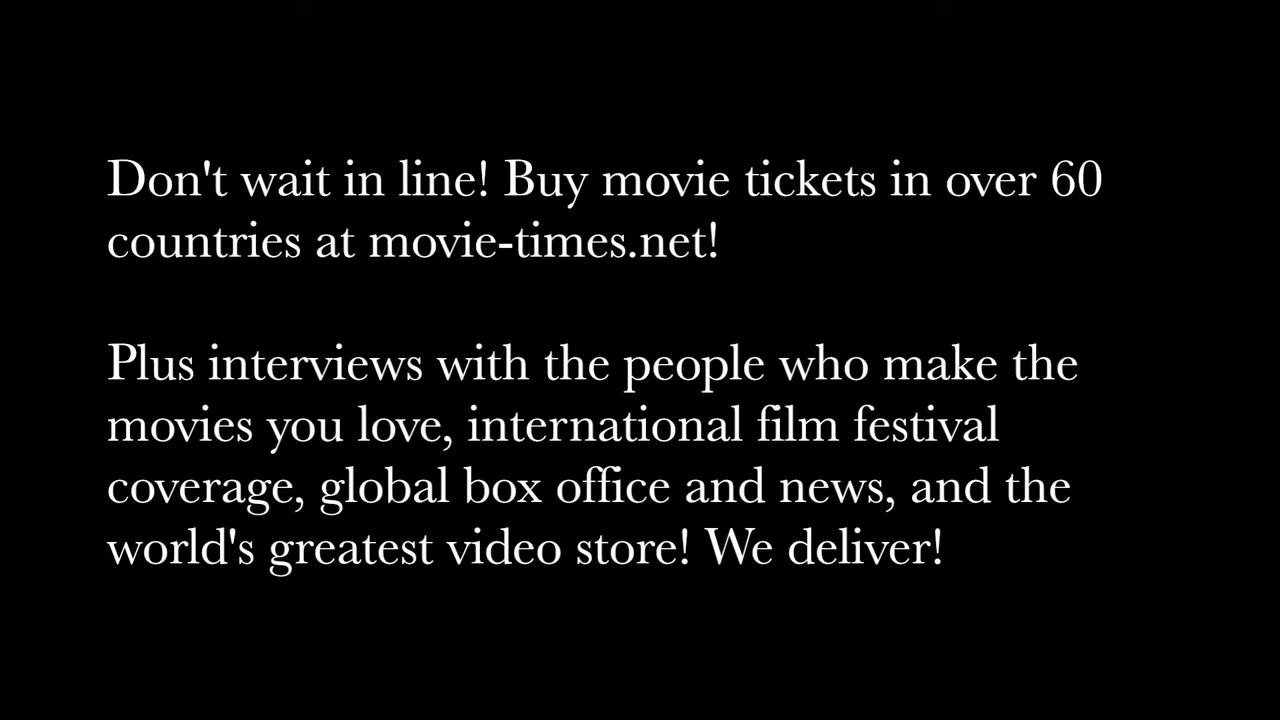 Don't wait in line! Buy movie tickets in over 60
countries at movie-times.net!
Plus interviews with the people who make the
movies you love, international film festival
coverage, global box office and news, and the
world's greatest video store! We deliver!